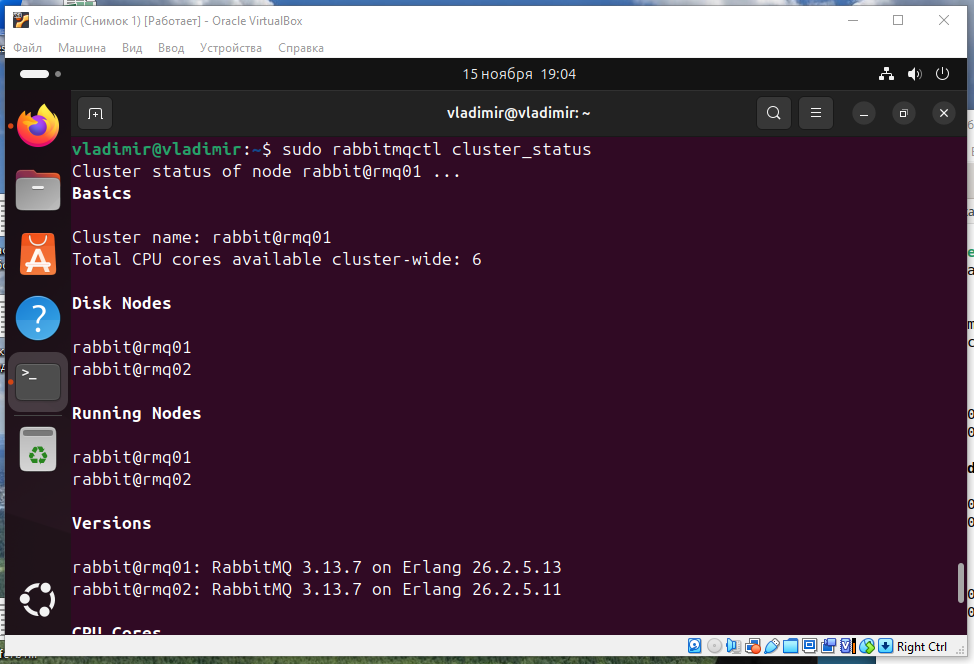 vladimir (Снимок 1) [Работает] - Oracle VirtualBox
Файл Машина Вид Ввод Устройства Справка
15 ноября 19:04
vladimir@vladimir: ~
vladimir@vladimir:~$ sudo rabbitmqctl cluster_status
Cluster status of node rabbit@rmq01 ...
Basics
Cluster name: rabbit@rmq01
Total CPU cores available cluster-wide: 6
Disk Nodes
rabbit@rmq01
rabbit@rmq02
Running Nodes
rabbit@rmq01
rabbit@rmq02
Versions
rabbit@rmq01: RabbitMQ 3.13.7 on Erlang 26.2.5.13
rabbit@rmq02: RabbitMQ 3.13.7 on Erlang 26.2.5.11
CPU Cores
Right Ctrl